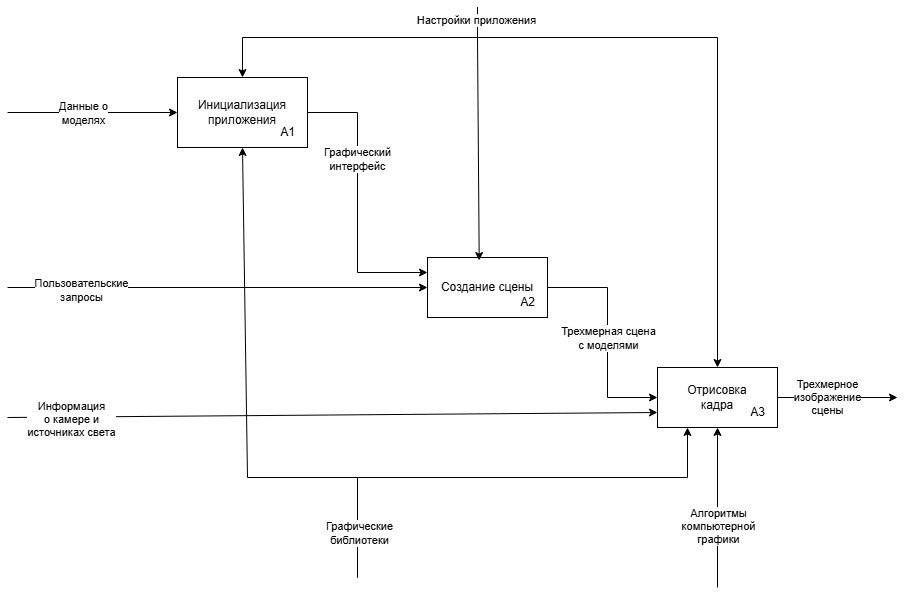 Настройки приложения
Данные о
моделях
Инициализация
приложения
A1
Графический
интерфейс
Пользовательские
запросы
Создание сцены
A2
Трехмерная сцена
с моделями
Информация
о камере и
источниках света
Отрисовка
кадра
A3
Трехмерное
изображение
сцены
Графические
библиотеки
Алгоритмы
компьютерной
графики